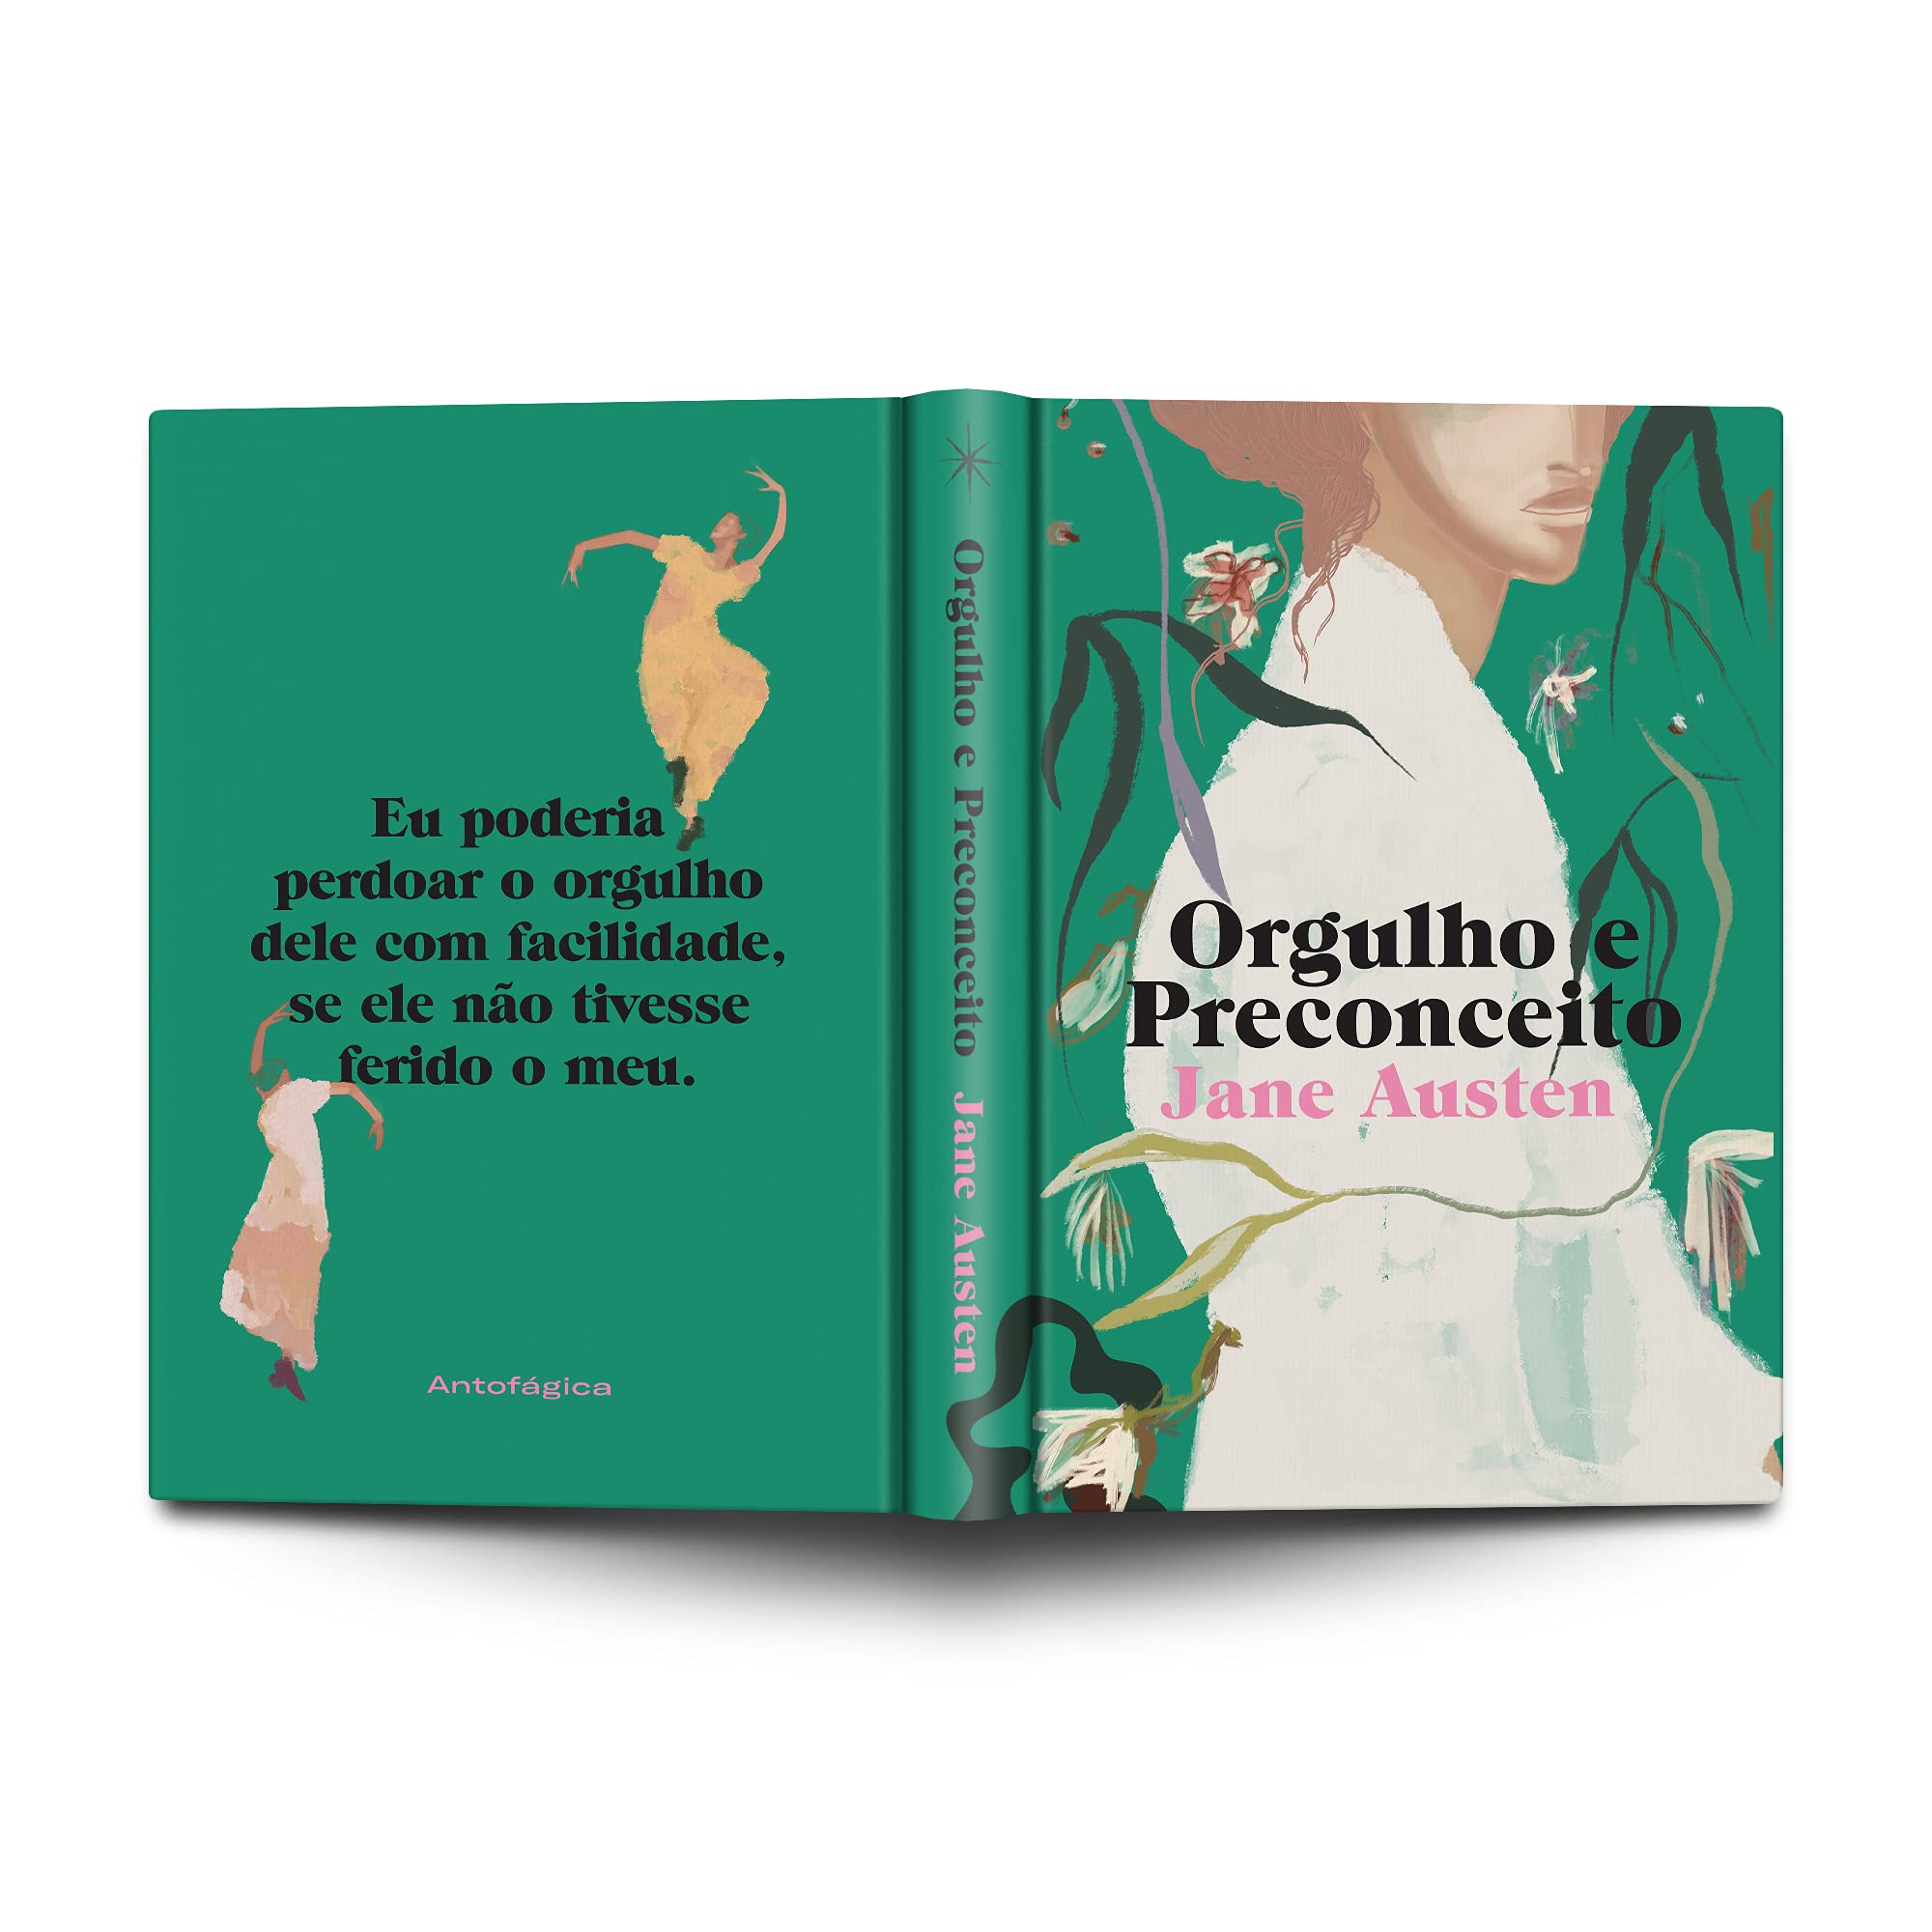 Eu poderia
perdoar o orgulho
dele com facilidade,
se ele não tivesse
ferido o meu.
Antofágica
Orgulho e Preconceito Jane Austen
Orgulho e
Preconceito
Jane Austen